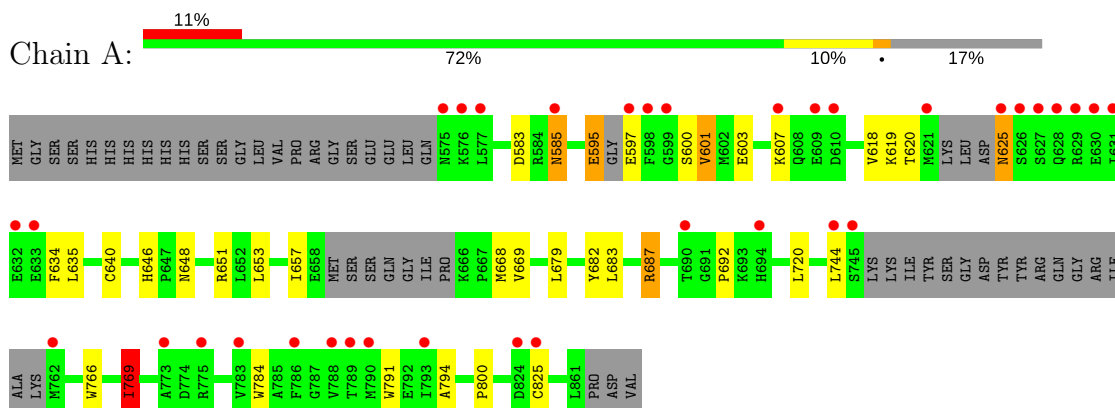 11%
Chain A:
72% 10% • 17%
MET GLY SER SER HIS HIS HIS HIS HIS HIS SER SER GLY LEU VAL PRO ARG GLY SER GLU GLU LEU GLN N575 K576 L577 D583 R584 N585 E595 GLY E597 F598 G599 S600 V601 M602 E603 K607 Q608 E609 D610 V618 K619 T620 M621 LYS LEU ASP N625 S626 S627 Q628 R629 E630 I631
E632 E633 F634 L635 C640 H646 P647 N648 R651 L652 L653 I657 E658 MET SER SER GLN GLY ILE PRO K666 P667 M668 V669 L679 Y682 L683 R687 T690 G691 P692 K693 H694 L720 L744 S745 LYS LYS ILE TYR SER GLY ASP TYR TYR ARG GLN GLY ARG ILE
ALA LYS M762 W766 I769 A773 D774 R775 V783 W784 A785 F786 G787 V788 T789 M790 W791 E792 I793 A794 P800 D824 C825 L861 PRO ASP VAL